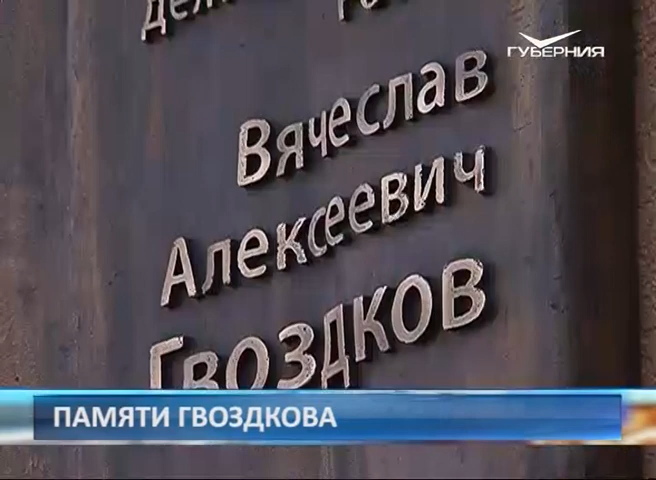 ГУБЕРНИЯ
Вячеслав
Алексеевич
Гвоздков
ПАМЯТИ ГВОЗДКОВА